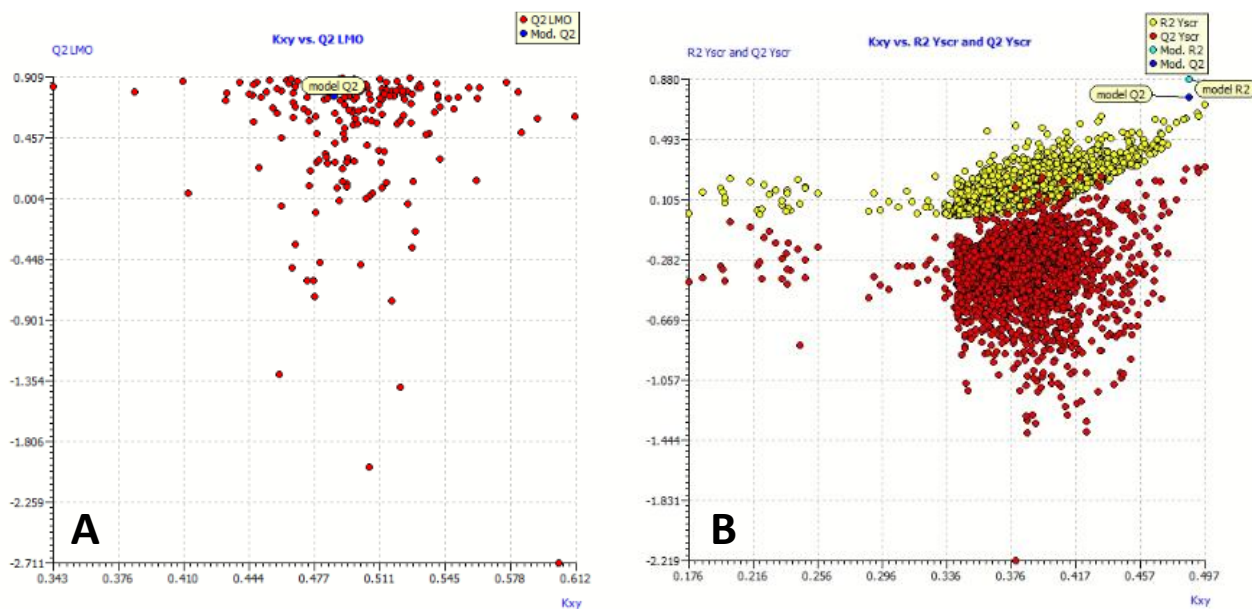 Q2 LMO
Mod. Q2
Kxy vs. Q2 LMO
Q2 LMO
model Q2
0.909
0.457
0.004
-0.448
-0.901
-1.354
-1.806
-2.259
-2.711
0.343 0.376 0.410 0.444 0.477 0.511 0.545 0.578 0.612
Kxy
A
R2 Yscr
Q2 Yscr
Mod. R2
Mod. Q2
Kxy vs. R2 Yscr and Q2 Yscr
R2 Yscr and Q2 Yscr
model R2
model Q2
0.880
0.493
0.105
-0.282
-0.669
-1.057
-1.444
-1.831
-2.219
0.176 0.216 0.256 0.296 0.336 0.376 0.417 0.457 0.497
Kxy
B